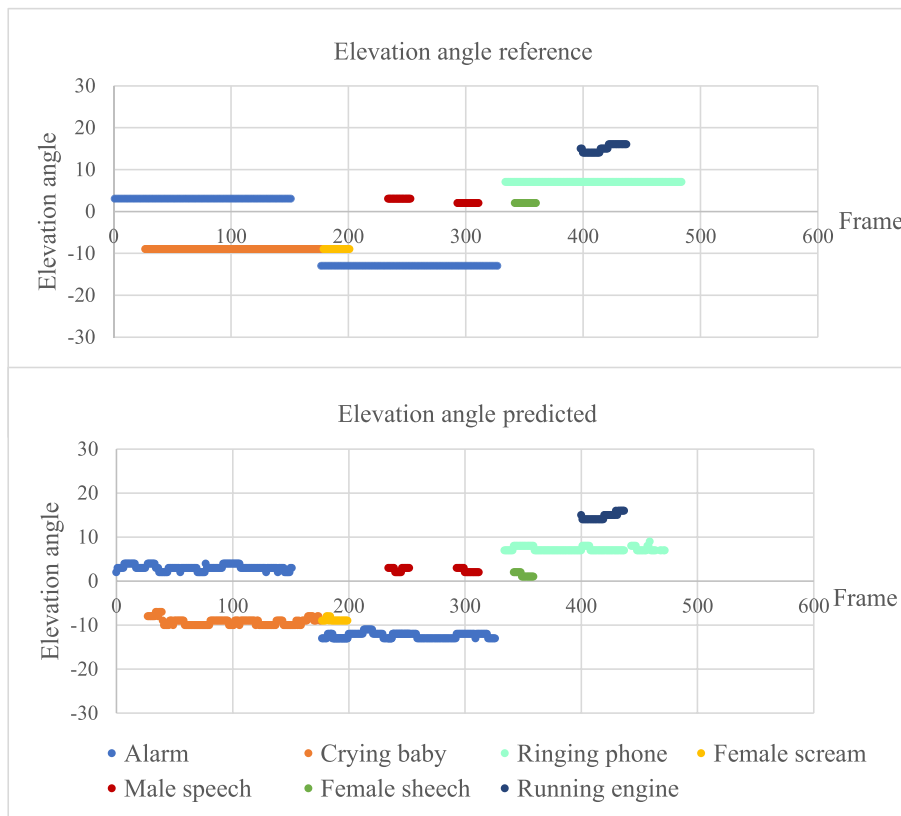 Elevation angle reference
30
20
10
0
-10
-20
-30
Elevation angle
0 100 200 300 400 500 600
Frame
Elevation angle predicted
30
20
10
0
-10
-20
-30
Elevation angle
0 100 200 300 400 500 600
Frame
Alarm Crying baby Ringing phone Female scream
Male speech Female sheech Running engine